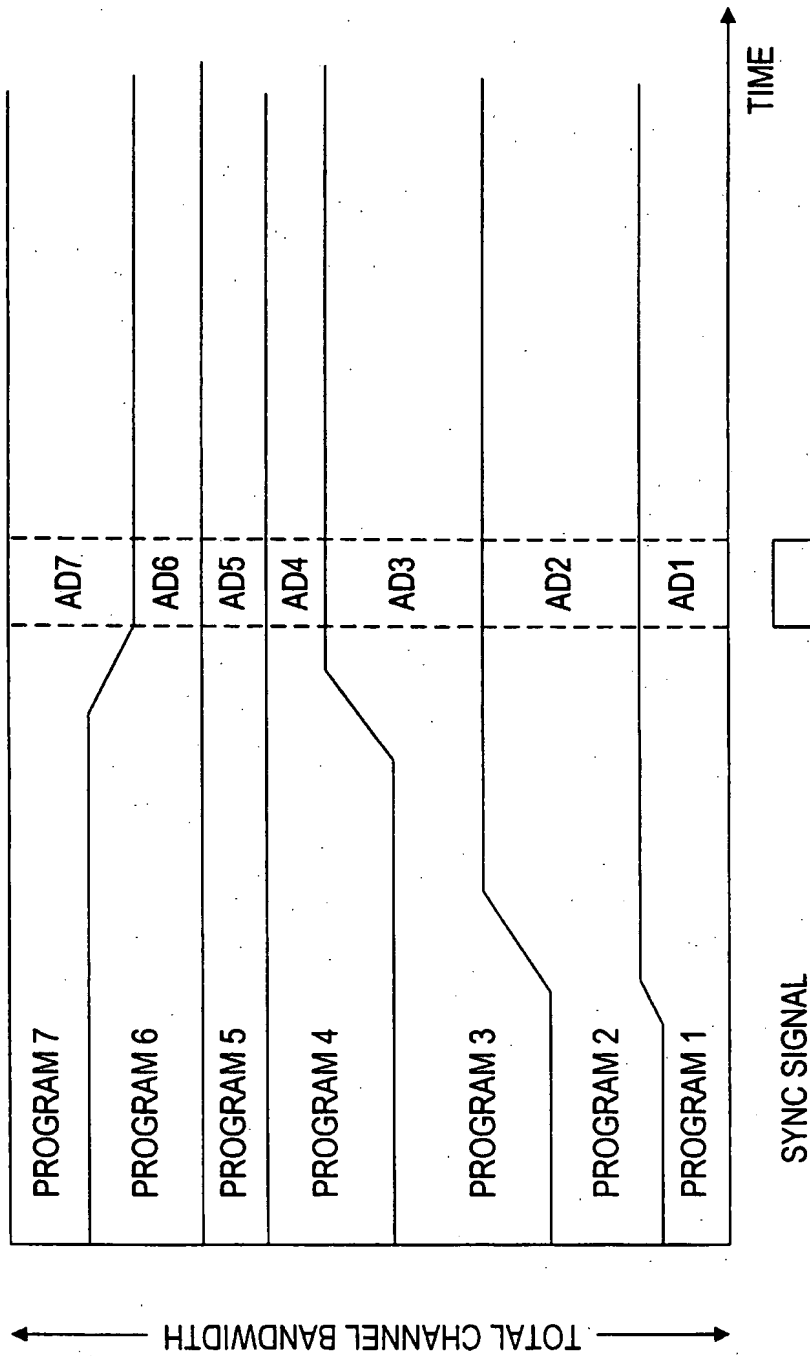 TOTAL CHANNEL BANDWIDTH
PROGRAM 7
AD7
PROGRAM 6
AD6
PROGRAM 5
AD5
PROGRAM 4
AD4
PROGRAM 3
AD3
PROGRAM 2
AD2
PROGRAM 1
AD1
TIME
SYNC SIGNAL